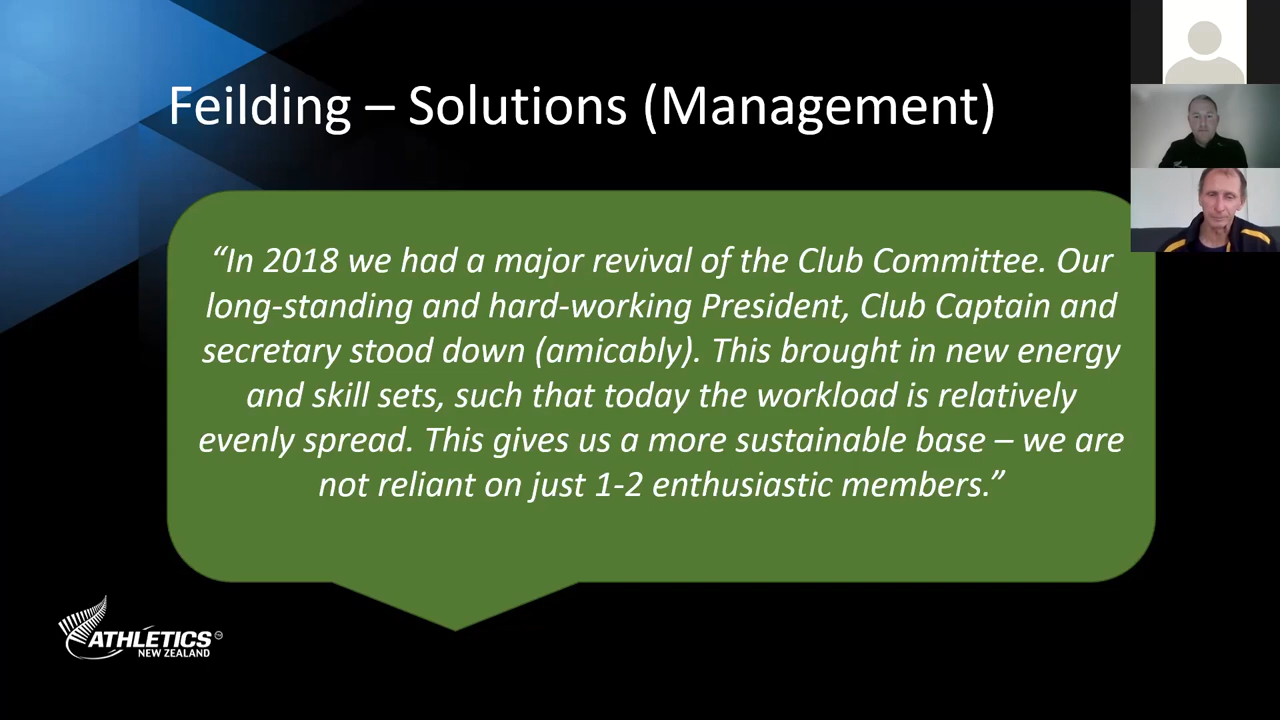 Feilding – Solutions (Management)
“In 2018 we had a major revival of the Club Committee. Our
long-standing and hard-working President, Club Captain and
secretary stood down (amicably). This brought in new energy
and skill sets, such that today the workload is relatively
evenly spread. This gives us a more sustainable base – we are
not reliant on just 1-2 enthusiastic members.”
ATHLETICS
NEW ZEALAND